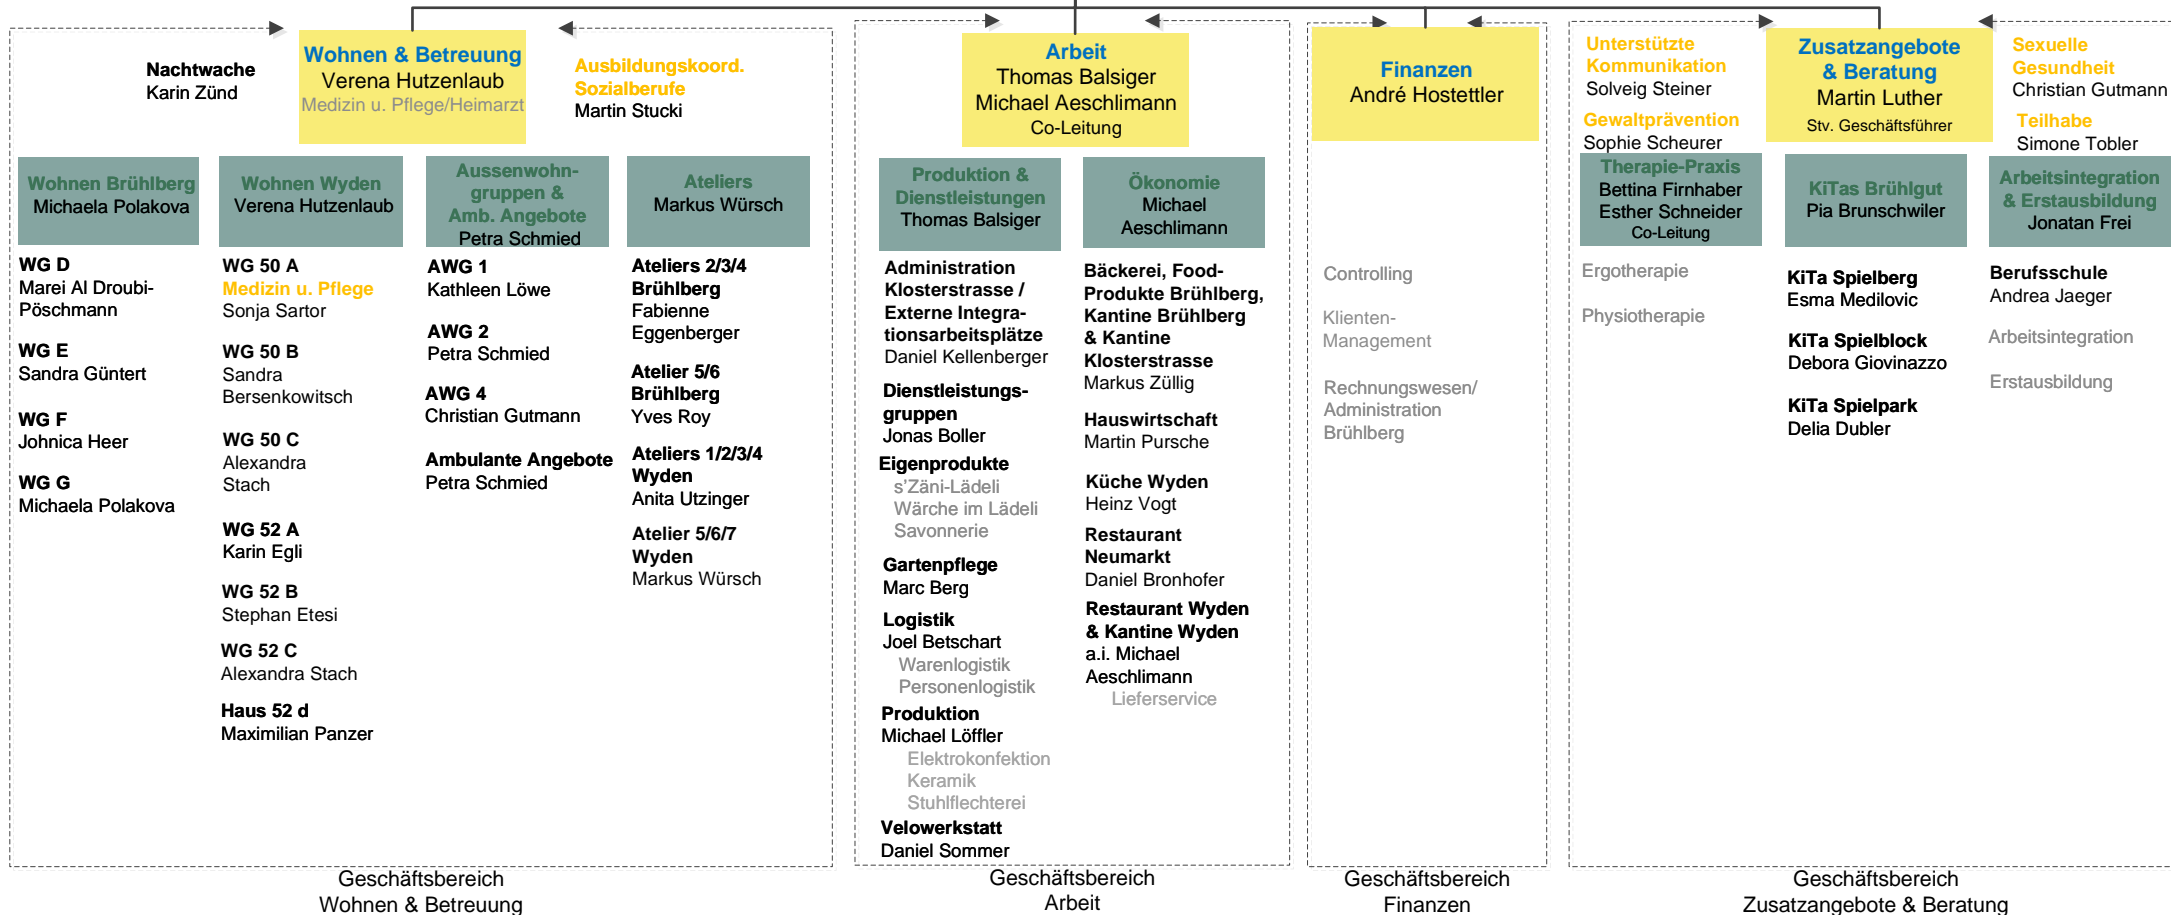 Nachtwache
Karin Zünd
Wohnen & Betreuung
Verena Hutzenlaub
Medizin u. Pflege/Heimarzt
Ausbildungskoord.
Sozialberufe
Martin Stucki
Wohnen Brühlberg
Michaela Polakova
WG D
Marei Al Droubi-
Pöschmann
WG E
Sandra Güntert
WG F
Johnica Heer
WG G
Michaela Polakova
Wohnen Wyden
Verena Hutzenlaub
WG 50 A
Medizin u. Pflege
Sonja Sartor
WG 50 B
Sandra
Bersenkowitsch
WG 50 C
Alexandra
Stach
WG 52 A
Karin Egli
WG 52 B
Stephan Etesi
WG 52 C
Alexandra Stach
Haus 52 d
Maximilian Panzer
Aussenwohn-
gruppen &
Amb. Angebote
Petra Schmied
AWG 1
Kathleen Löwe
AWG 2
Petra Schmied
AWG 4
Christian Gutmann
Ambulante Angebote
Petra Schmied
Ateliers
Markus Würsch
Ateliers 2/3/4
Brühlberg
Fabienne
Eggenberger
Atelier 5/6
Brühlberg
Yves Roy
Ateliers 1/2/3/4
Wyden
Anita Utzinger
Atelier 5/6/7
Wyden
Markus Würsch
Geschäftsbereich
Wohnen & Betreuung
Arbeit
Thomas Balsiger
Michael Aeschlimann
Co-Leitung
Produktion &
Dienstleistungen
Thomas Balsiger
Administration
Klosterstrasse /
Externe Integra-
tionsarbeitsplätze
Daniel Kellenberger
Dienstleistungs-
gruppen
Jonas Boller
Eigenprodukte
s'Zäni-Lädeli
Wärche im Lädeli
Savonnerie
Gartenpflege
Marc Berg
Logistik
Joel Betschart
Warenlogistik
Personenlogistik
Produktion
Michael Löffler
Elektrokonfektion
Keramik
Stuhlflechterei
Velowerkstatt
Daniel Sommer
Ökonomie
Michael
Aeschlimann
Bäckerei, Food-
Produkte Brühlberg,
Kantine Brühlberg
& Kantine
Klosterstrasse
Markus Züllig
Hauswirtschaft
Martin Pursche
Küche Wyden
Heinz Vogt
Restaurant
Neumarkt
Daniel Bronhofer
Restaurant Wyden
& Kantine Wyden
a.i. Michael
Aeschlimann
Lieferservice
Geschäftsbereich
Arbeit
Finanzen
André Hostettler
Controlling
Klienten-
Management
Rechnungswesen/
Administration
Brühlberg
Geschäftsbereich
Finanzen
Unterstützte
Kommunikation
Solveig Steiner
Gewaltprävention
Sophie Scheurer
Zusatzangebote
& Beratung
Martin Luther
Stv. Geschäftsführer
Sexuelle
Gesundheit
Christian Gutmann
Teilhabe
Simone Tobler
Therapie-Praxis
Bettina Firnhaber
Esther Schneider
Co-Leitung
Ergotherapie
Physiotherapie
KiTas Brühlgut
Pia Brunschwiler
KiTa Spielberg
Esma Medilovic
KiTa Spielblock
Debora Giovinazzo
KiTa Spielpark
Delia Dubler
Arbeitsintegration
& Erstausbildung
Jonatan Frei
Berufsschule
Andrea Jaeger
Arbeitsintegration
Erstausbildung
Geschäftsbereich
Zusatzangebote & Beratung